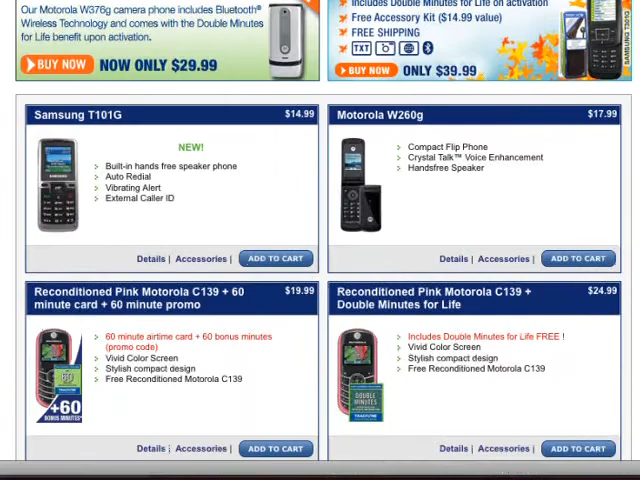 Our Motorola W376g camera phone includes Bluetooth®
Wireless Technology and comes with the Double Minutes
for Life benefit upon activation.
BUY NOW NOW ONLY $29.99
Includes Double Minutes for Life on activation
Free Accessory Kit ($14.99 value)
FREE SHIPPING
TXT
BUY NOW ONLY $39.99
SAMSUNG T301G
Samsung T101G $14.99
NEW!
Built-in hands free speaker phone
Auto Redial
Vibrating Alert
External Caller ID
Details | Accessories | ADD TO CART
Motorola W260g $17.99
Compact Flip Phone
Crystal Talk™ Voice Enhancement
Handsfree Speaker
Details | Accessories | ADD TO CART
Reconditioned Pink Motorola C139 + 60 $19.99
minute card + 60 minute promo
60 minute airtime card + 60 bonus minutes
(promo code)
Vivid Color Screen
Stylish compact design
Free Reconditioned Motorola C139
60
TRACFONE
+60
BONUS MINUTES*
Details | Accessories | ADD TO CART
Reconditioned Pink Motorola C139 + $24.99
Double Minutes for Life
Includes Double Minutes for Life FREE !
Vivid Color Screen
Stylish compact design
Free Reconditioned Motorola C139
DOUBLE
MINUTES
TRACFONE
Details | Accessories | ADD TO CART